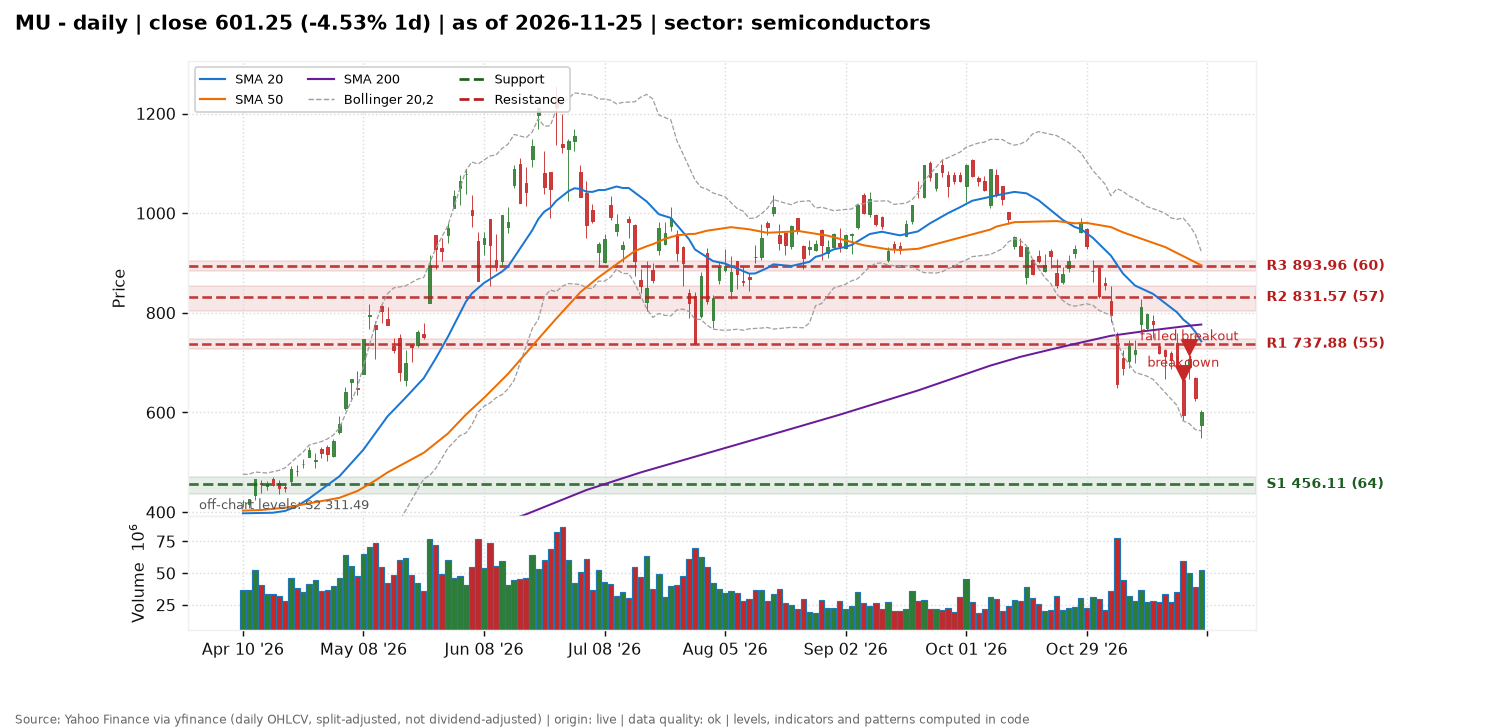 MU - daily | close 601.25 (-4.53% 1d) | as of 2026-11-25 | sector: semiconductors
SMA 20
SMA 50
SMA 200
Bollinger 20,2
Support
Resistance
Price
1200
1000
800
600
400
R3 893.96 (60)
R2 831.57 (57)
R1 737.88 (55)
S1 456.11 (64)
failed breakout
breakdown
off-chart levels: S2 311.49
Volume 10⁶
75
50
25
Apr 10 '26
May 08 '26
Jun 08 '26
Jul 08 '26
Aug 05 '26
Sep 02 '26
Oct 01 '26
Oct 29 '26
Source: Yahoo Finance via yfinance (daily OHLCV, split-adjusted, not dividend-adjusted) | origin: live | data quality: ok | levels, indicators and patterns computed in code